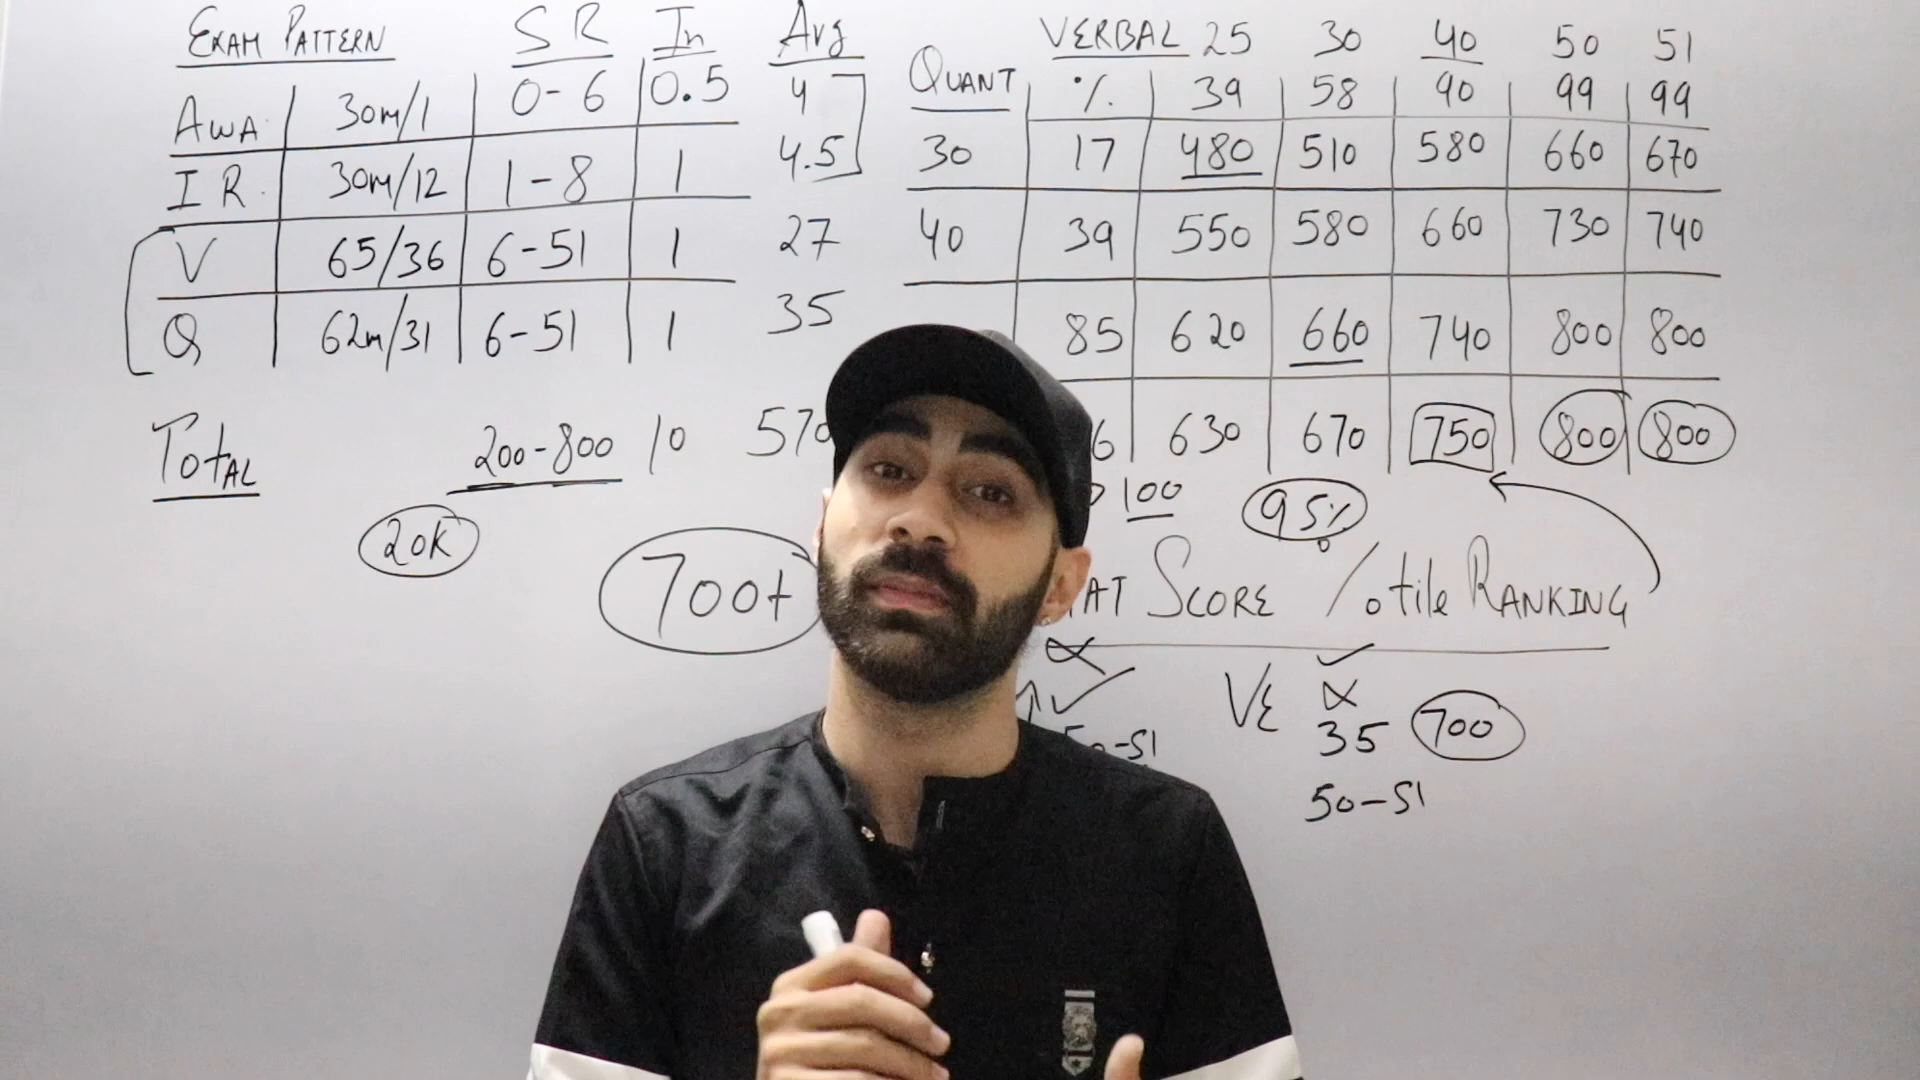 EXAM PATTERN SR In Avg
AWA 30m/1 0-6 0.5 4
IR. 30m/12 1-8 1 4.5
V 65/36 6-51 1 27
Q 62m/31 6-51 1 35
TOTAL 200-800 10 570
20K
700+
VERBAL 25 30 40 50 51
QUANT % 39 58 90 99 99
30 17 480 510 580 660 670
40 39 550 580 660 730 740
85 620 660 740 800 800
6 630 670 750 800 800
100 95%
AT SCORE %tile RANKING
VE
35 700
0-51
50-51